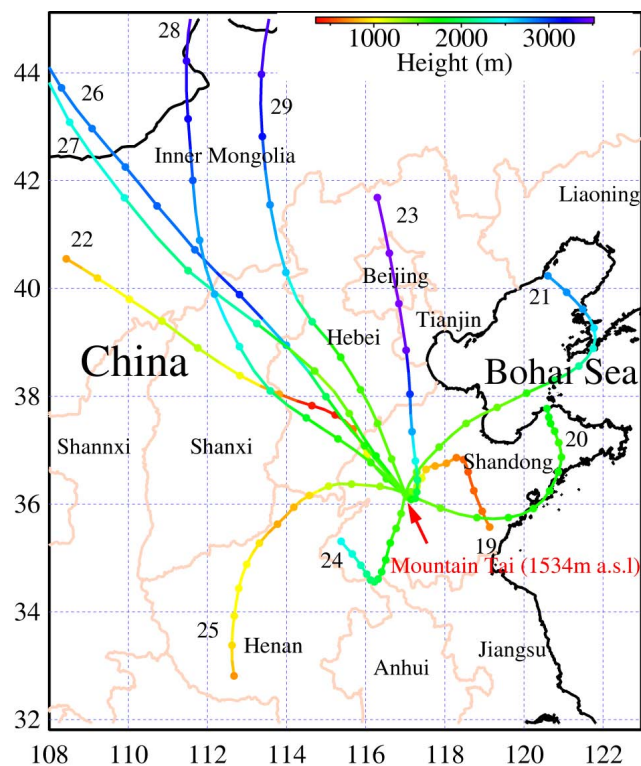 1000 2000 3000
Height (m)
44
42
40
38
36
34
32
108 110 112 114 116 118 120 122
28
29
26
27
Inner Mongolia
Liaoning
23
22
Beijing
21
Tianjin
Hebei
China
Bohai Sea
Shannxi
Shanxi
20
Shandong
19
24
Mountain Tai (1534m a.s.l)
25
Henan
Jiangsu
Anhui